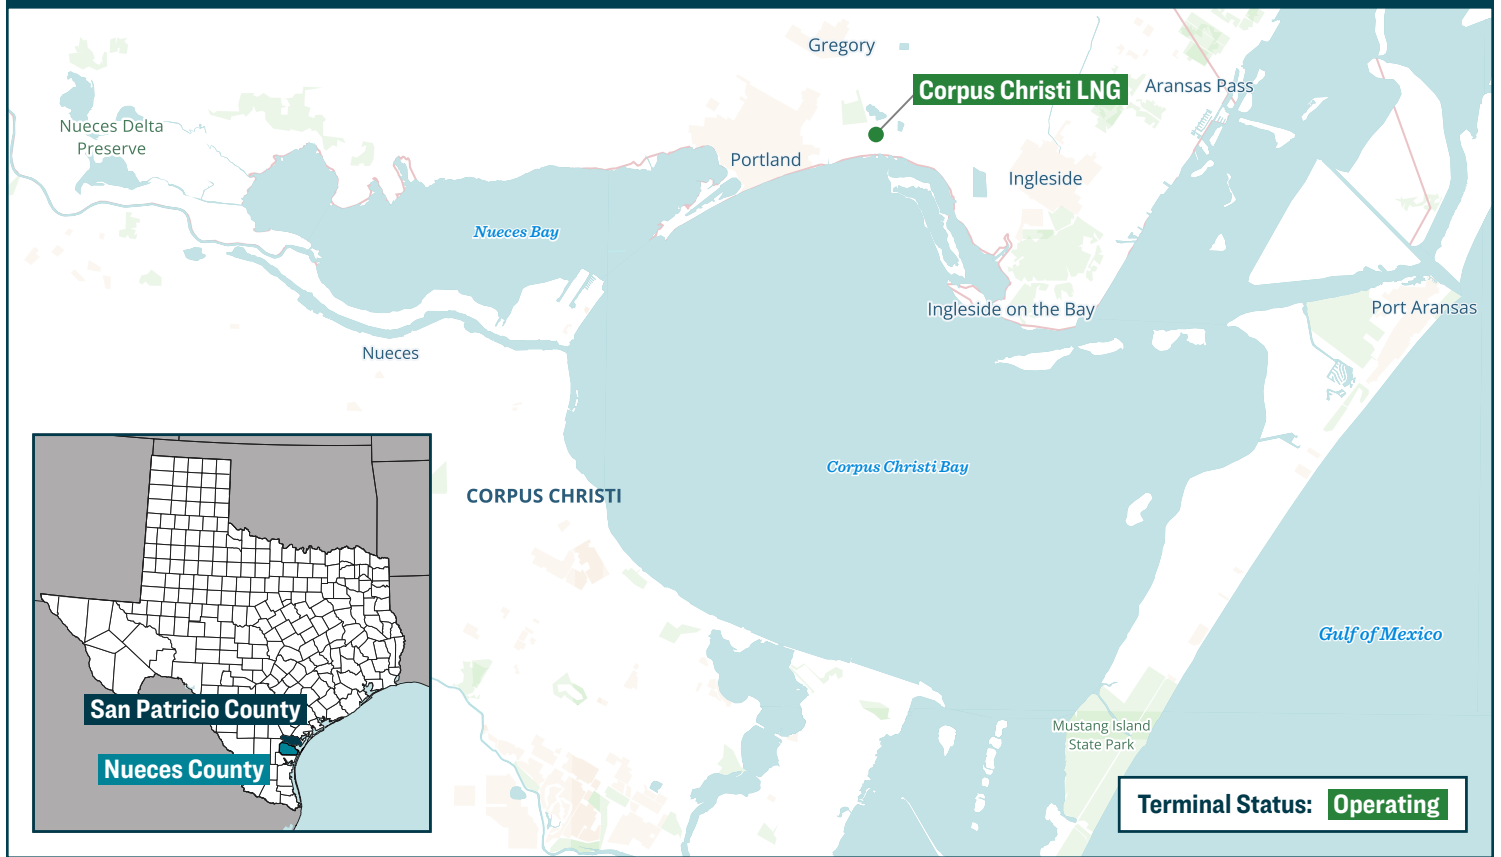 Gregory
Corpus Christi LNG
Aransas Pass
Nueces Delta
Preserve
Portland
Ingleside
Nueces Bay
Ingleside on the Bay
Port Aransas
Nueces
Corpus Christi Bay
CORPUS CHRISTI
Gulf of Mexico
San Patricio County
Nueces County
Mustang Island
State Park
Terminal Status: Operating